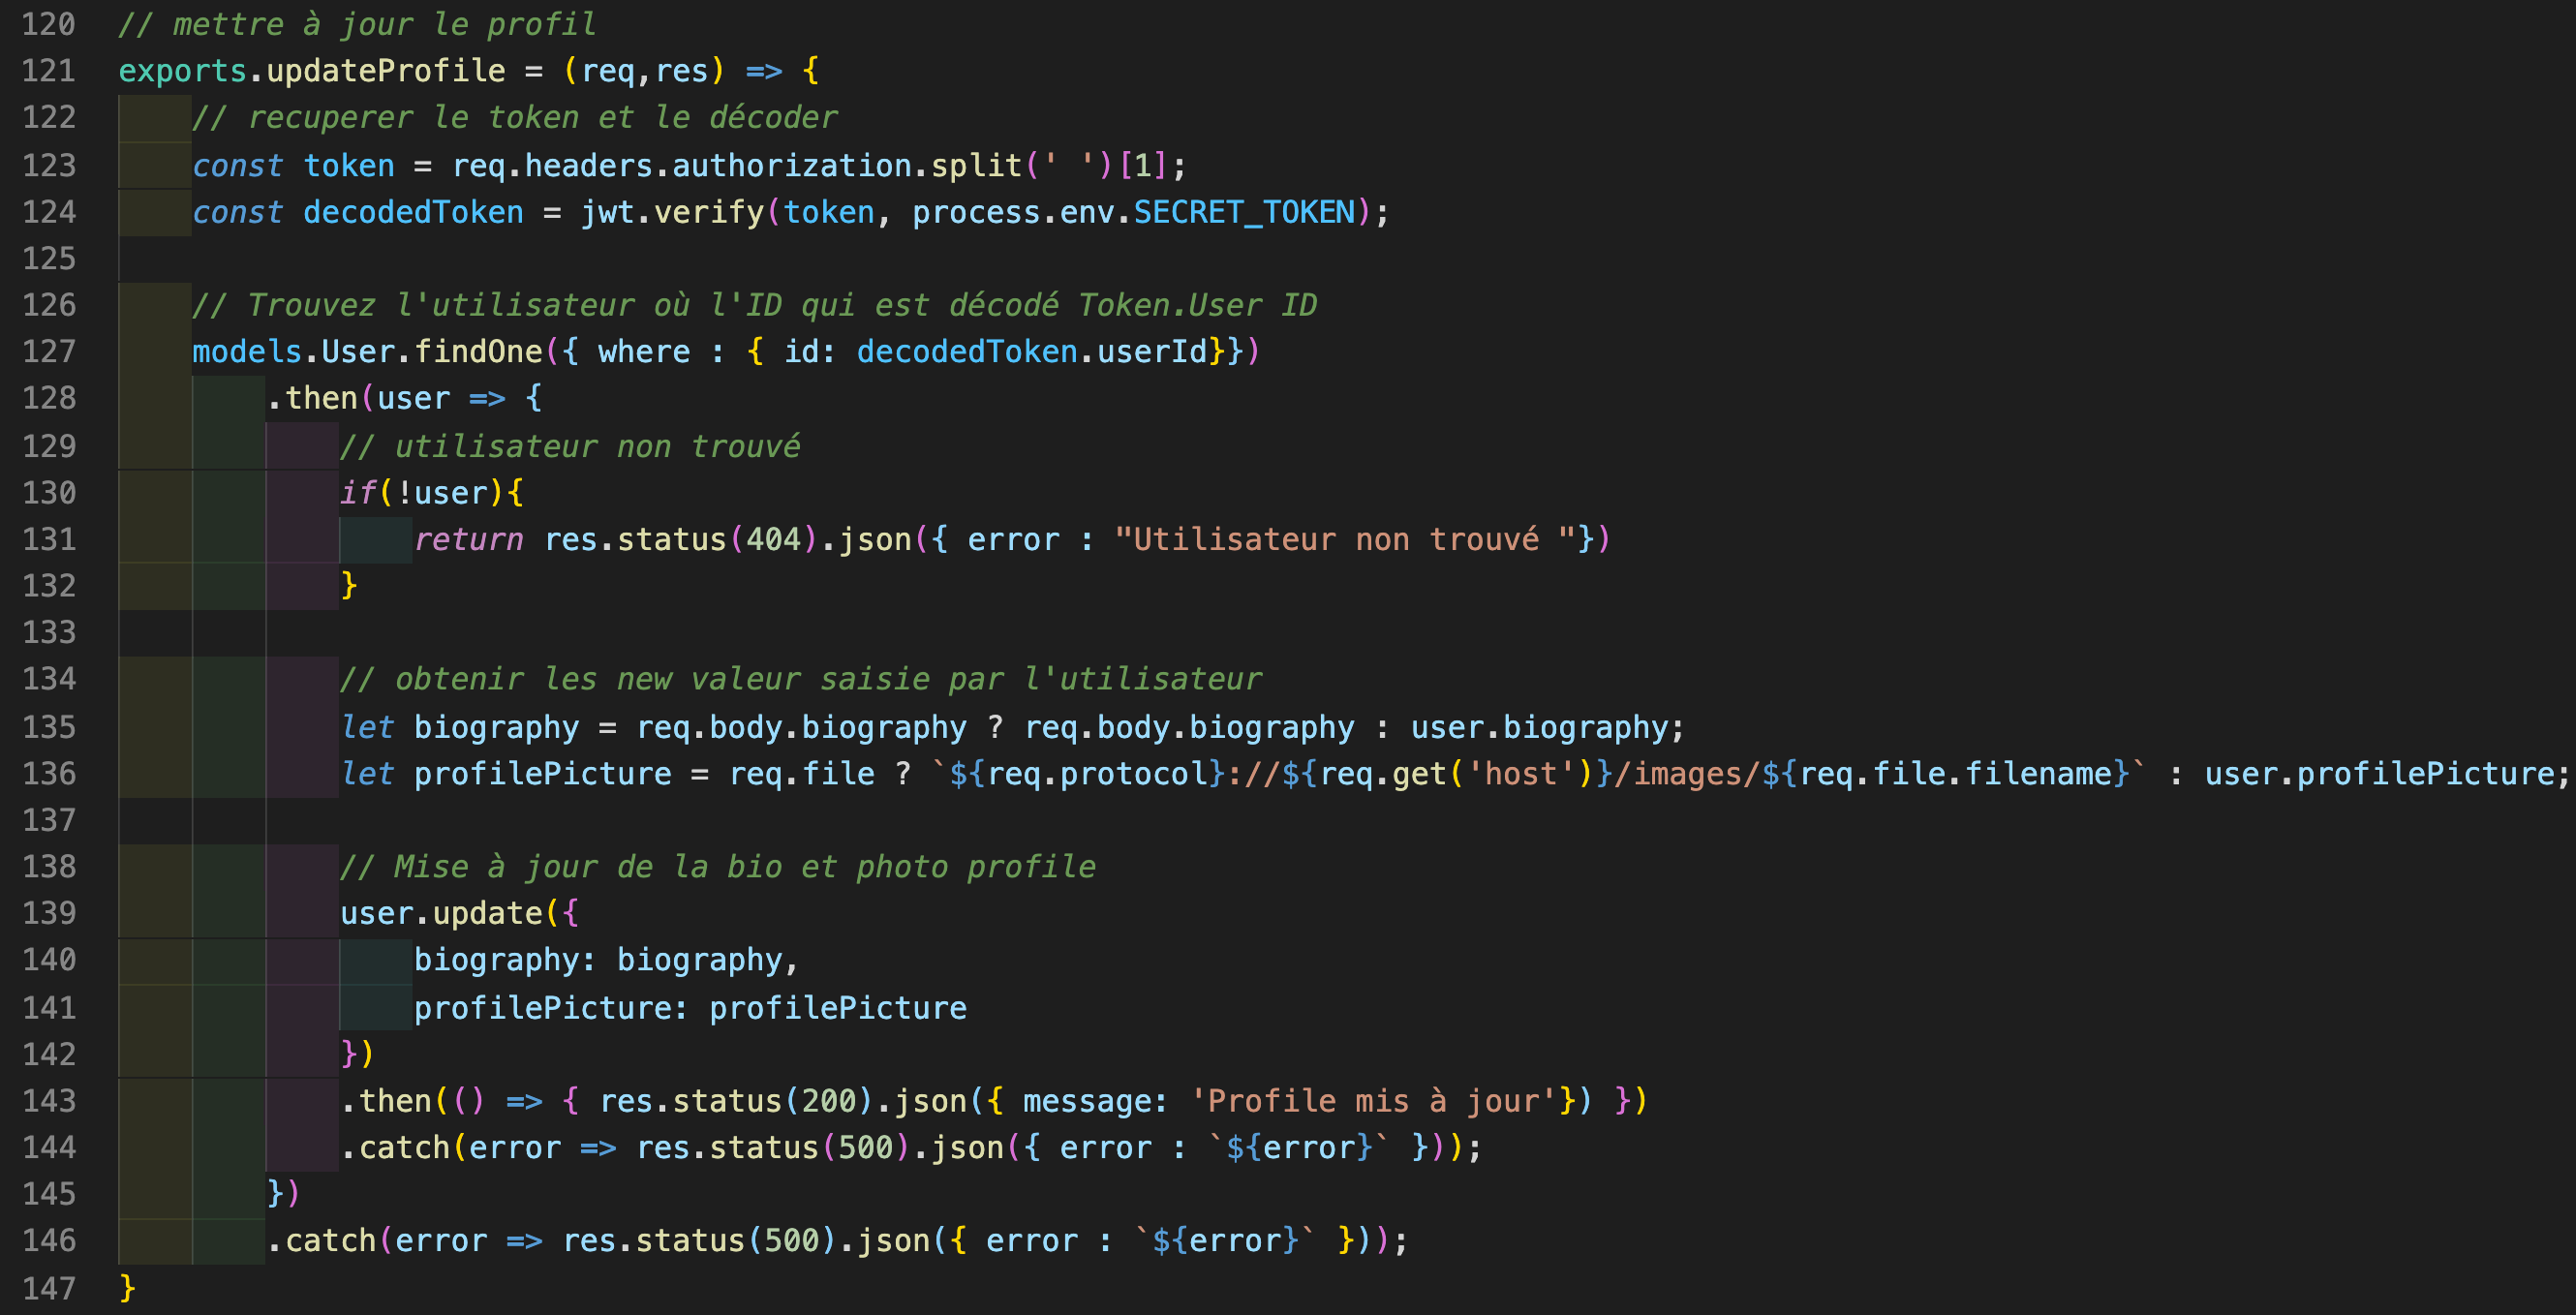 120 // mettre à jour le profil
121 exports.updateProfile = (req,res) => {
122 // recuperer le token et le décoder
123 const token = req.headers.authorization.split(' ')[1];
124 const decodedToken = jwt.verify(token, process.env.SECRET_TOKEN);
125
126 // Trouvez l'utilisateur où l'ID qui est décodé Token.User ID
127 models.User.findOne({ where : { id: decodedToken.userId}})
128 .then(user => {
129 // utilisateur non trouvé
130 if(!user){
131 return res.status(404).json({ error : "Utilisateur non trouvé "})
132 }
133
134 // obtenir les new valeur saisie par l'utilisateur
135 let biography = req.body.biography ? req.body.biography : user.biography;
136 let profilePicture = req.file ? `${req.protocol}://${req.get('host')}/images/${req.file.filename}` : user.profilePicture;
137
138 // Mise à jour de la bio et photo profile
139 user.update({
140 biography: biography,
141 profilePicture: profilePicture
142 })
143 .then(() => { res.status(200).json({ message: 'Profile mis à jour'}) })
144 .catch(error => res.status(500).json({ error : `${error}` }));
145 })
146 .catch(error => res.status(500).json({ error : `${error}` }));
147 }